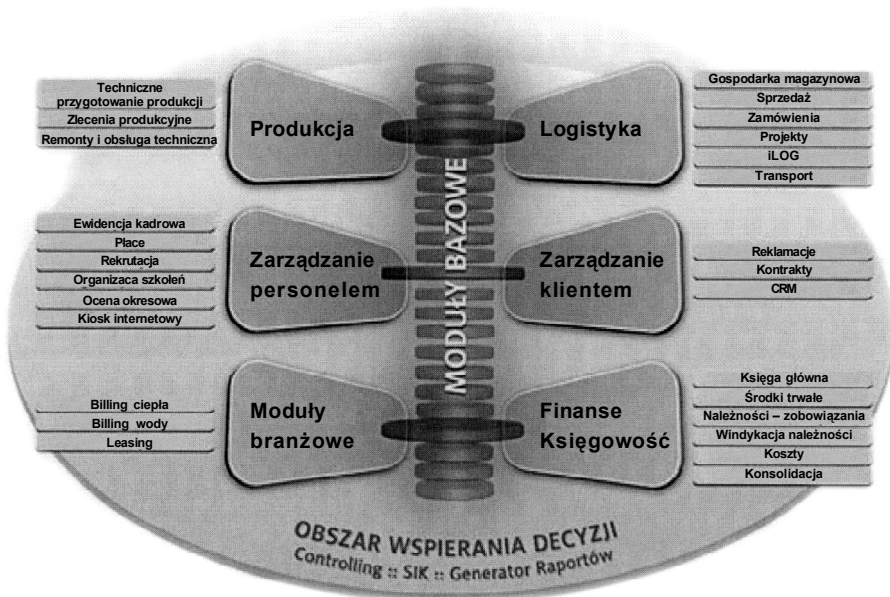 Techniczne
przygotowanie produkcji
Zlecenia produkcyjne
Remonty i obsługa techniczna
Produkcja
Logistyka
Gospodarka magazynowa
Sprzedaż
Zamówienia
Projekty
iLOG
Transport
MODUŁY BAZOWE
Ewidencja kadrowa
Płace
Rekrutacja
Organizaca szkoleń
Ocena okresowa
Kiosk internetowy
Zarządzanie
personelem
Zarządzanie
klientem
Reklamacje
Kontrakty
CRM
Billing ciepła
Billing wody
Leasing
Moduły
branżowe
Finanse
Księgowość
Księga główna
Środki trwałe
Należności – zobowiązania
Windykacja należności
Koszty
Konsolidacja
OBSZAR WSPIERANIA DECYZJI
Controlling :: SIK :: Generator Raportów